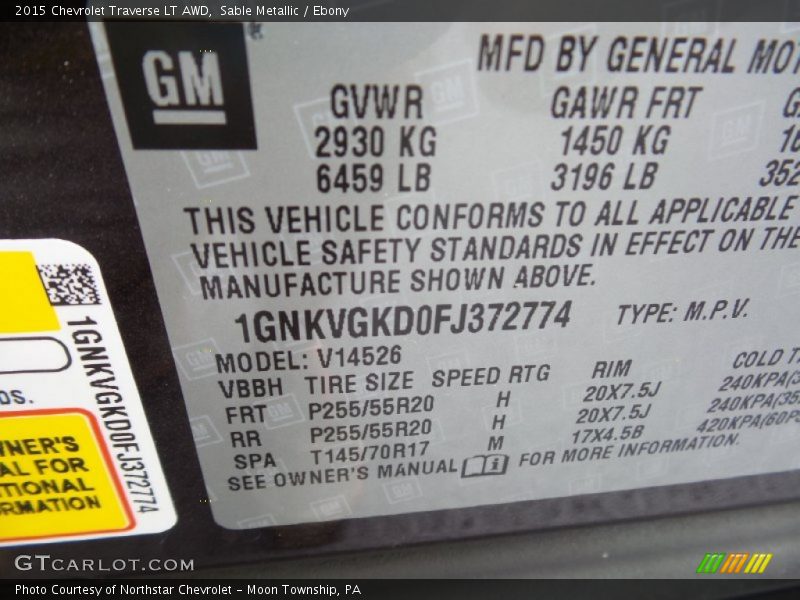 2015 Chevrolet Traverse LT AWD, Sable Metallic / Ebony
GM
MFD BY GENERAL
GVWR GAWR FRT
2930 KG 1450 KG
6459 LB 3196 LB
THIS VEHICLE CONFORMS TO ALL APPLICABLE
VEHICLE SAFETY STANDARDS IN EFFECT ON THE
MANUFACTURE SHOWN ABOVE.
1GNKVGKD0FJ372774 TYPE: M.P.V.
MODEL: V14526
VBBH TIRE SIZE SPEED RTG RIM COLD
FRT P255/55R20 H 20X7.5J 240KPA
RR P255/55R20 H 20X7.5J 240KPA
SPA T145/70R17 M 17X4.5B 420KPA
SEE OWNER'S MANUAL FOR MORE INFORMATION.
1GNKVGKD0FJ372774
FOR
GTCARLOT.COM
Photo Courtesy of Northstar Chevrolet - Moon Township, PA